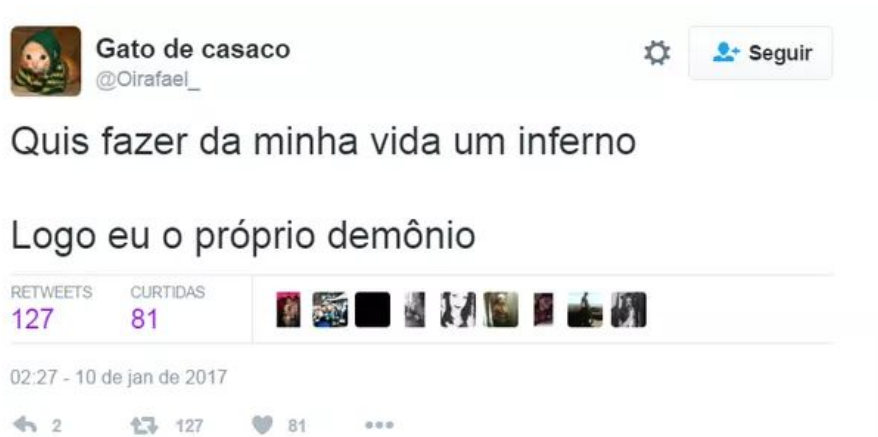 Gato de casaco
@Oirafael_
Seguir
Quis fazer da minha vida um inferno
Logo eu o próprio demônio
RETWEETS CURTIDAS
127 81
02:27 - 10 de jan de 2017
2 127 81